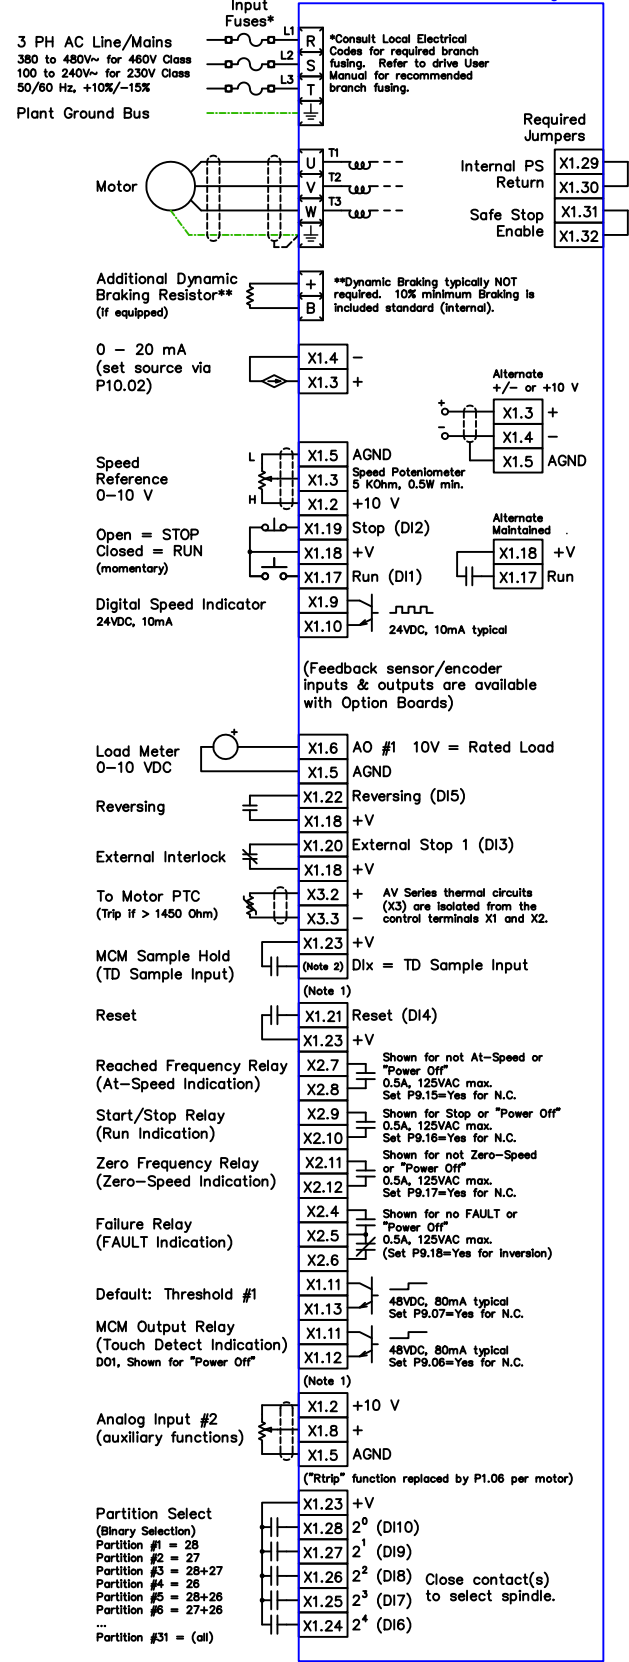 Input
Fuses*
3 PH AC Line/Mains
380 to 480V~ for 460V Class
100 to 240V~ for 230V Class
50/60 Hz, +10%/-15%
L1
L2
L3
R
S
T
*Consult Local Electrical
Codes for required branch
fusing. Refer to drive User
Manual for recommended
branch fusing.
Plant Ground Bus
Required
Jumpers
Internal PS
Return
X1.29
X1.30
Safe Stop
Enable
X1.31
X1.32
Motor
U
V
W
T1
T2
T3
Additional Dynamic
Braking Resistor**
(if equipped)
+
B
**Dynamic Braking typically NOT
required. 10% minimum Braking is
included standard (internal).
0 - 20 mA
(set source via
P10.02)
X1.4 -
X1.3 +
Alternate
+/- or +10 V
+ X1.3 +
- X1.4 -
X1.5 AGND
Speed
Reference
0-10 V
L
H
X1.5 AGND
X1.3 Speed Poteniometer
5 KOhm, 0.5W min.
X1.2 +10 V
Open = STOP
Closed = RUN
(momentary)
X1.19 Stop (DI2)
X1.18 +V
X1.17 Run (DI1)
Alternate
Maintained
X1.18 +V
X1.17 Run
Digital Speed Indicator
24VDC, 10mA
X1.9
X1.10
24VDC, 10mA typical
(Feedback sensor/encoder
inputs & outputs are available
with Option Boards)
Load Meter
0-10 VDC
+
X1.6 AO #1 10V = Rated Load
X1.5 AGND
Reversing
X1.22 Reversing (DI5)
X1.18 +V
External Interlock
X1.20 External Stop 1 (DI3)
X1.18 +V
To Motor PTC
(Trip if > 1450 Ohm)
X3.2 +
X3.3 -
AV Series thermal circuits
(X3) are isolated from the
control terminals X1 and X2.
MCM Sample Hold
(TD Sample Input)
X1.23 +V
(Note 2) DIx = TD Sample Input
(Note 1)
Reset
X1.21 Reset (DI4)
X1.23 +V
Reached Frequency Relay
(At-Speed Indication)
X2.7
X2.8
Shown for not At-Speed or
"Power Off"
0.5A, 125VAC max.
Set P9.15=Yes for N.C.
Start/Stop Relay
(Run Indication)
X2.9
X2.10
Shown for Stop or "Power Off"
0.5A, 125VAC max.
Set P9.16=Yes for N.C.
Zero Frequency Relay
(Zero-Speed Indication)
X2.11
X2.12
Shown for not Zero-Speed
or "Power Off"
0.5A, 125VAC max.
Set P9.17=Yes for N.C.
Failure Relay
(FAULT Indication)
X2.4
X2.5
X2.6
Shown for no FAULT or
"Power Off"
0.5A, 125VAC max.
(Set P9.18=Yes for inversion)
Default: Threshold #1
X1.11
X1.13
48VDC, 80mA typical
Set P9.07=Yes for N.C.
MCM Output Relay
(Touch Detect Indication)
DO1, Shown for "Power Off"
X1.11
X1.12
48VDC, 80mA typical
Set P9.06=Yes for N.C.
(Note 1)
Analog Input #2
(auxiliary functions)
X1.2 +10 V
X1.8 +
X1.5 AGND
("Rtrip" function replaced by P1.06 per motor)
Partition Select
(Binary Selection)
Partition #1 = 28
Partition #2 = 27
Partition #3 = 28+27
Partition #4 = 26
Partition #5 = 28+26
Partition #6 = 27+26
...
Partition #31 = (all)
X1.23 +V
X1.28 2⁰ (DI10)
X1.27 2¹ (DI9)
X1.26 2² (DI8)
X1.25 2³ (DI7)
X1.24 2⁴ (DI6)
Close contact(s)
to select spindle.